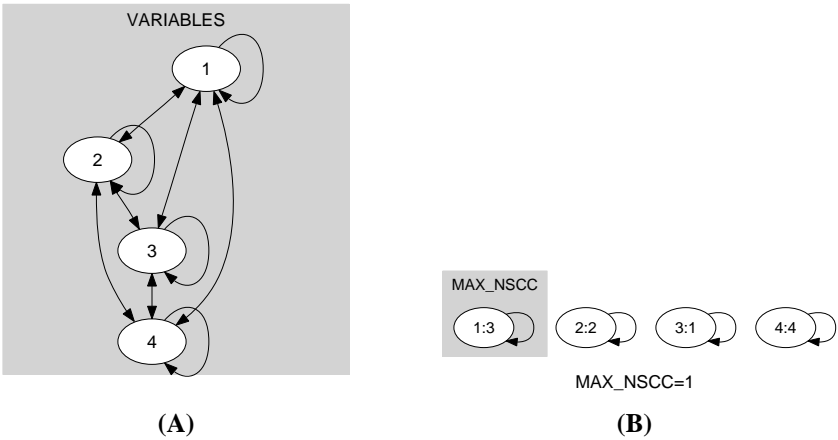 VARIABLES
1
2
3
4
(A)
MAX_NSCC
1:3 2:2 3:1 4:4
MAX_NSCC=1
(B)